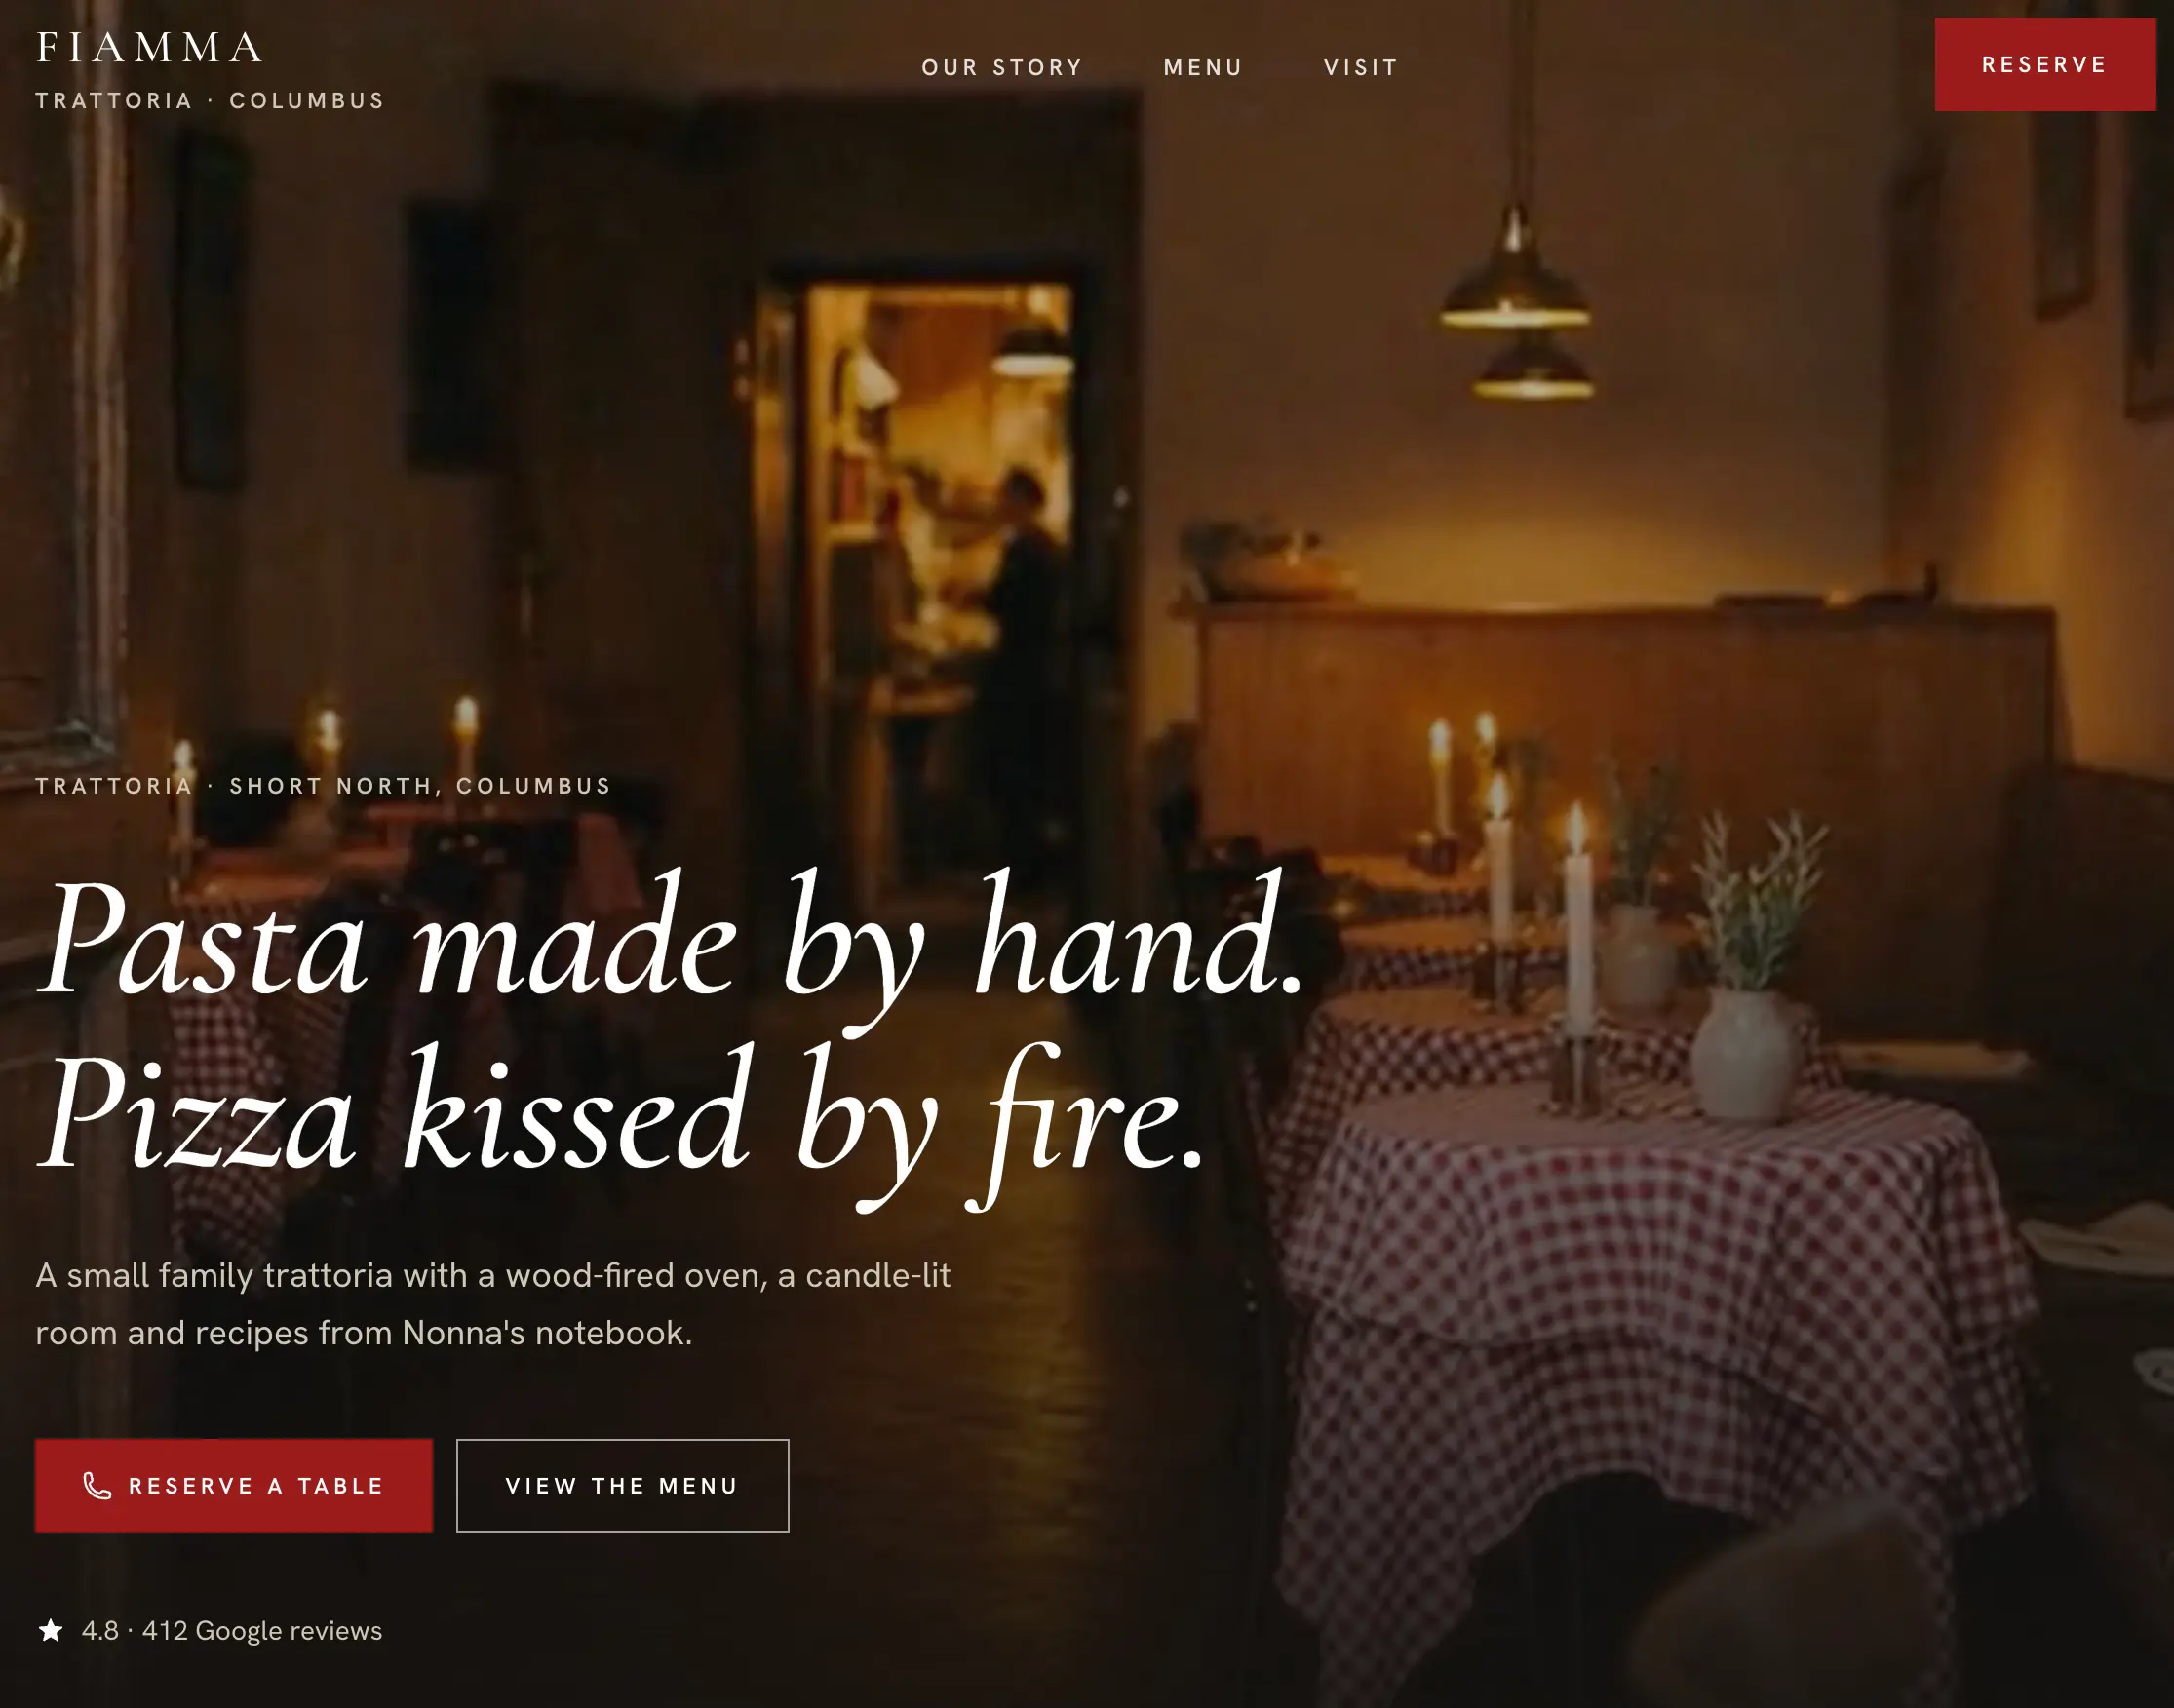 FIAMMA
TRATTORIA · COLUMBUS
OUR STORY
MENU
VISIT
RESERVE
TRATTORIA · SHORT NORTH, COLUMBUS
Pasta made by hand.
Pizza kissed by fire.
A small family trattoria with a wood-fired oven, a candle-lit
room and recipes from Nonna's notebook.
RESERVE A TABLE
VIEW THE MENU
4.8 · 412 Google reviews